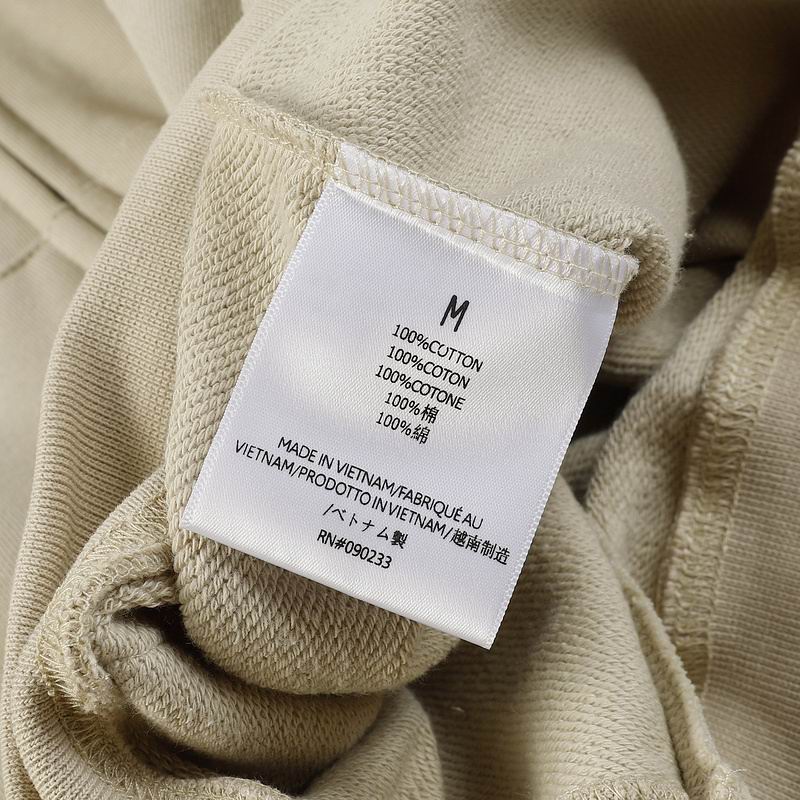 M
100%COTTON
100%COTON
100%COTONE
100%棉
100%綿
MADE IN VIETNAM/FABRIQUÉ AU
VIETNAM/PRODOTTO IN VIETNAM/越南制造
/ベトナム製
RN#090233